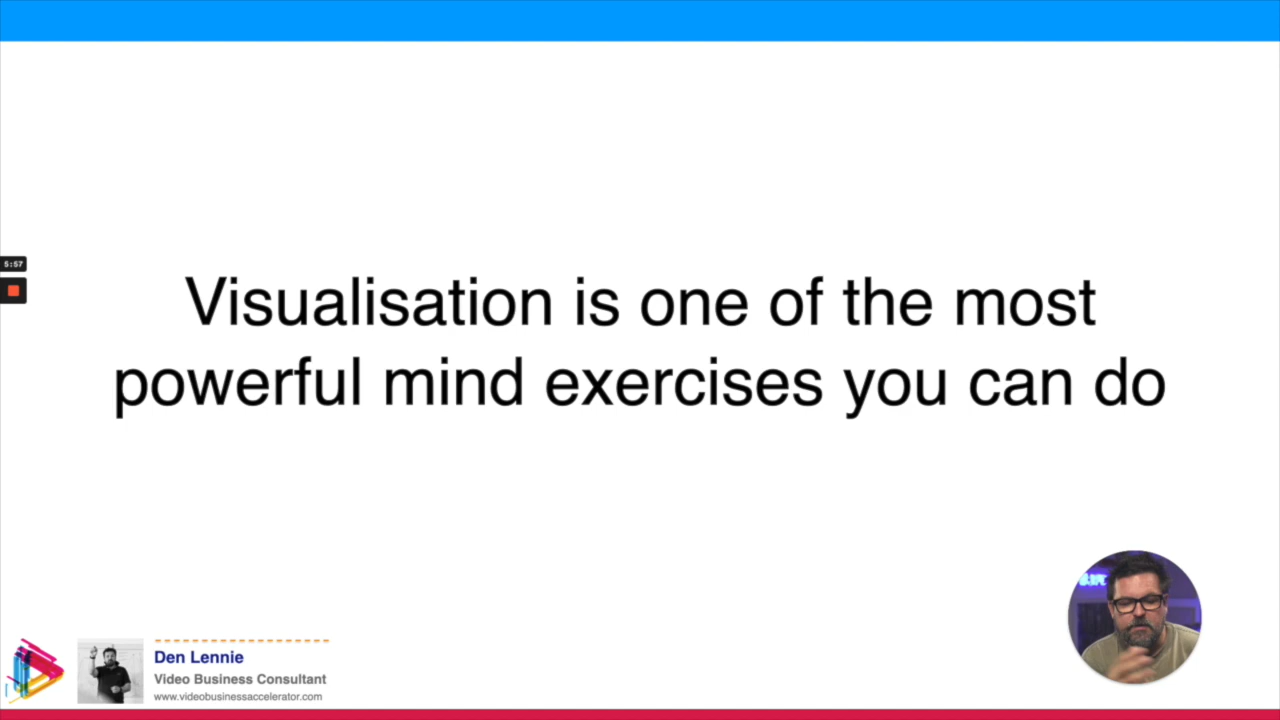 5:57
Visualisation is one of the most
powerful mind exercises you can do
Den Lennie
Video Business Consultant
www.videobusinessaccelerator.com